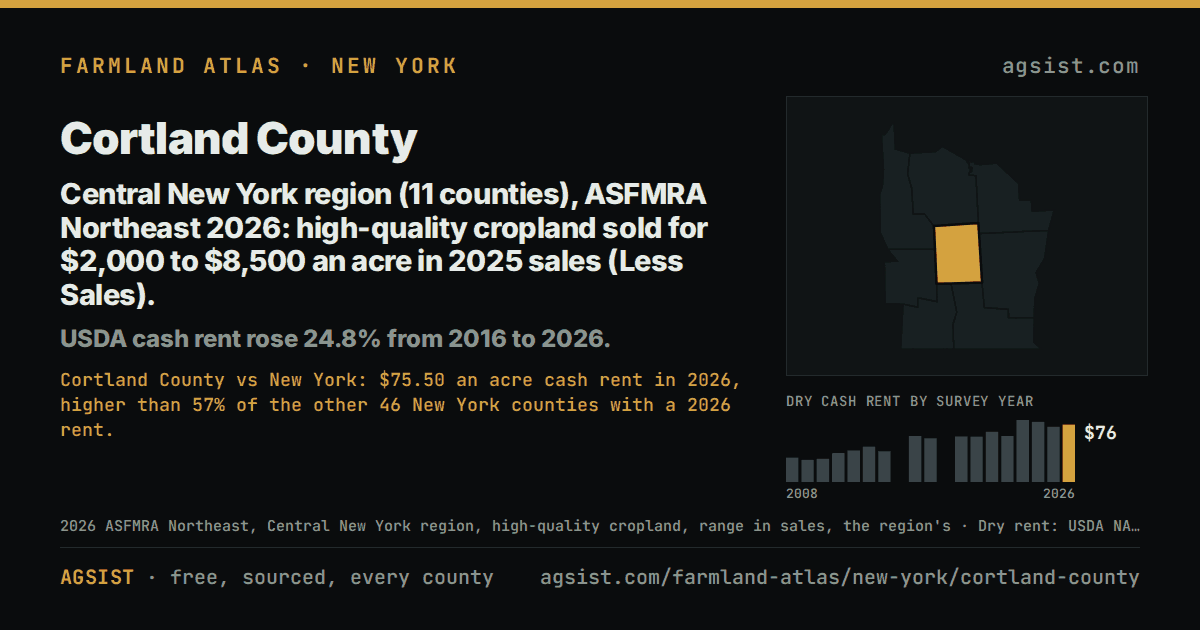 FARMLAND ATLAS · NEW YORK
agsist.com
Cortland County
Central New York region (11 counties), ASFMRA
Northeast 2026: high-quality cropland sold for
$2,000 to $8,500 an acre in 2025 sales (Less
Sales).
USDA cash rent rose 24.8% from 2016 to 2026.
Cortland County vs New York: $75.50 an acre cash rent in 2026,
higher than 57% of the other 46 New York counties with a 2026
rent.
DRY CASH RENT BY SURVEY YEAR
$76
2008
2026
2026 ASFMRA Northeast, Central New York region, high-quality cropland, range in sales, the region's · Dry rent: USDA NA…
AGSIST · free, sourced, every county
agsist.com/farmland-atlas/new-york/cortland-county